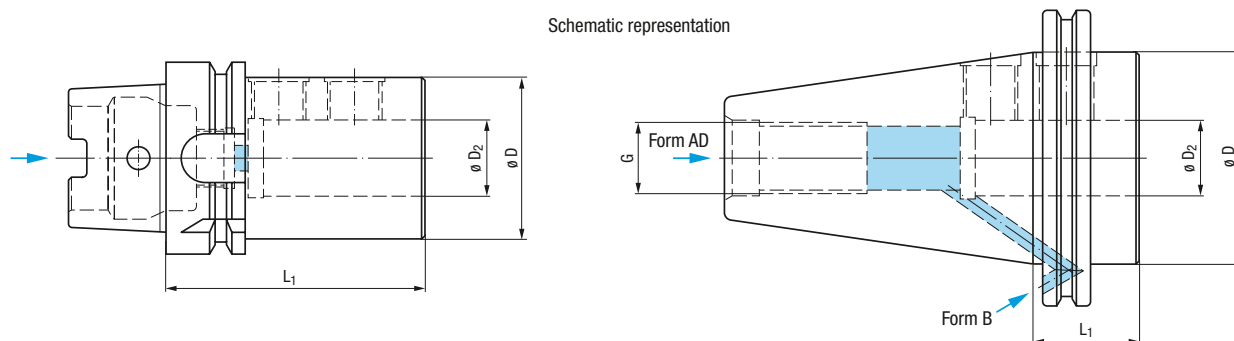 Schematic representation
ø D₂
ø D
L₁
G
Form AD
ø D₂
ø D
Form B
L₁